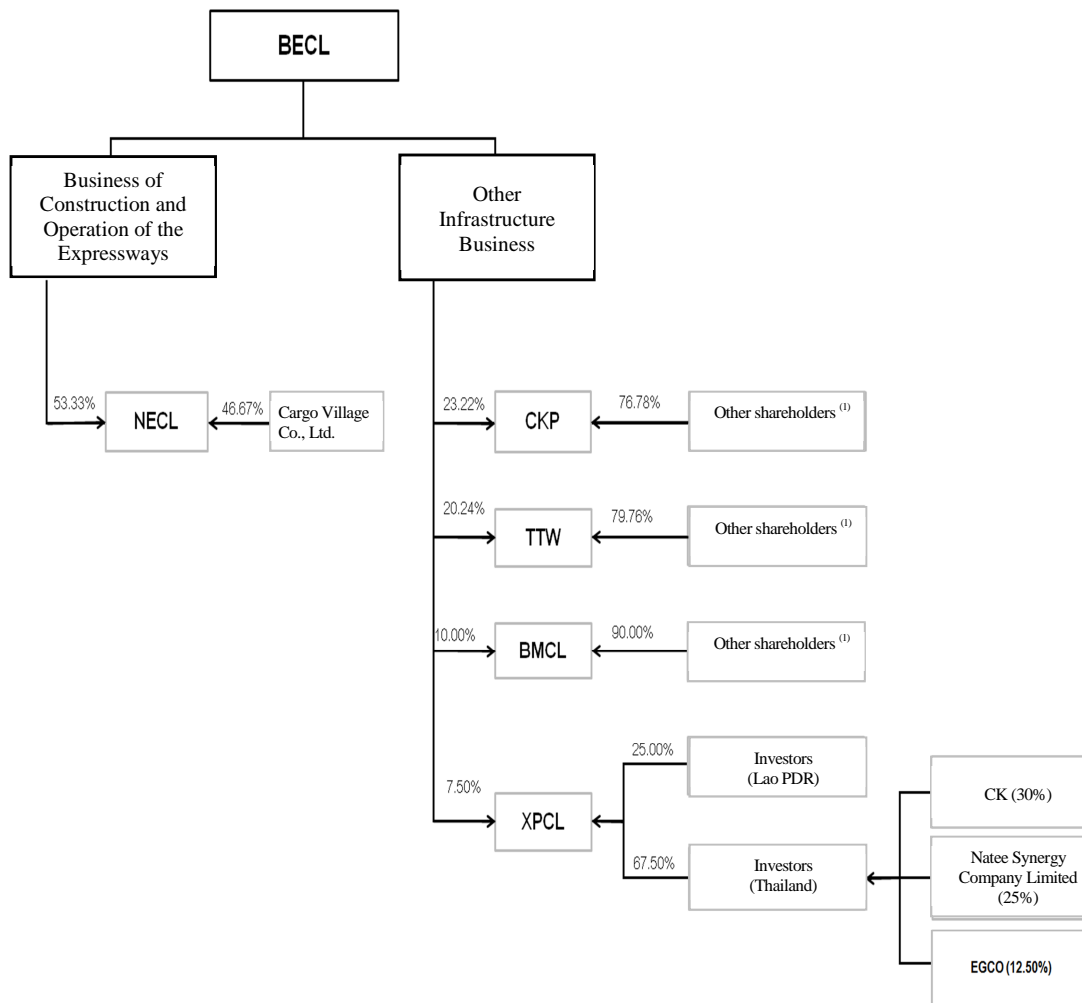 BECL
Business of
Construction and
Operation of the
Expressways
Other
Infrastructure
Business
53.33%
NECL
46.67%
Cargo Village
Co., Ltd.
23.22%
CKP
76.78%
Other shareholders (1)
20.24%
TTW
79.76%
Other shareholders (1)
10.00%
BMCL
90.00%
Other shareholders (1)
7.50%
XPCL
25.00%
Investors
(Lao PDR)
67.50%
Investors
(Thailand)
CK (30%)
Natee Synergy
Company Limited
(25%)
EGCO (12.50%)